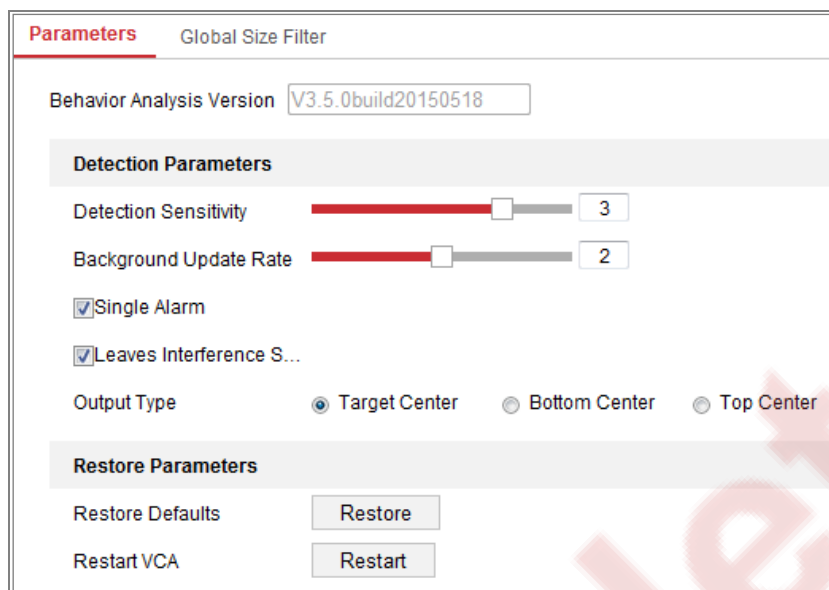 Parameters Global Size Filter
Behavior Analysis Version V3.5.0build20150518
Detection Parameters
Detection Sensitivity 3
Background Update Rate 2
Single Alarm
Leaves Interference S...
Output Type Target Center Bottom Center Top Center
Restore Parameters
Restore Defaults Restore
Restart VCA Restart